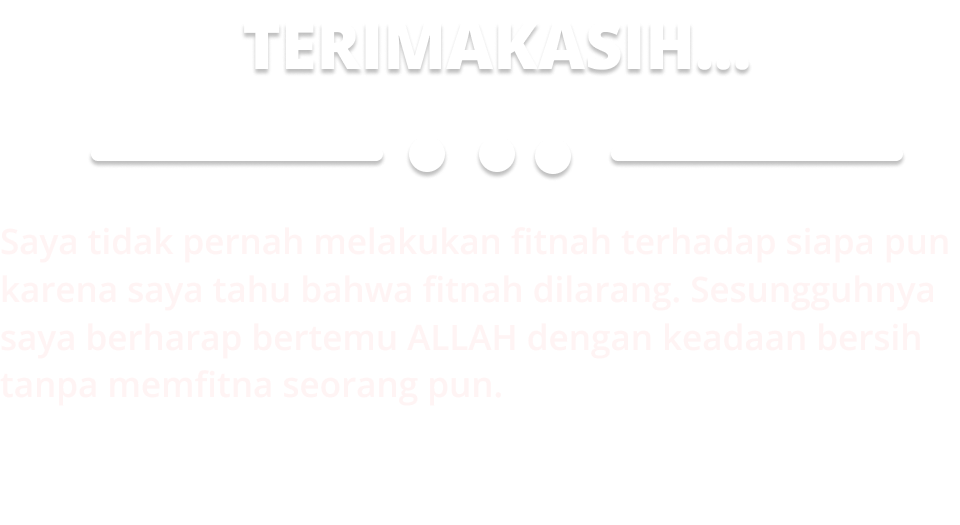 TERIMAKASIH...
Saya tidak pernah melakukan fitnah terhadap siapa pun
karena saya tahu bahwa fitnah dilarang. Sesungguhnya
saya berharap bertemu ALLAH dengan keadaan bersih
tanpa memfitna seorang pun.